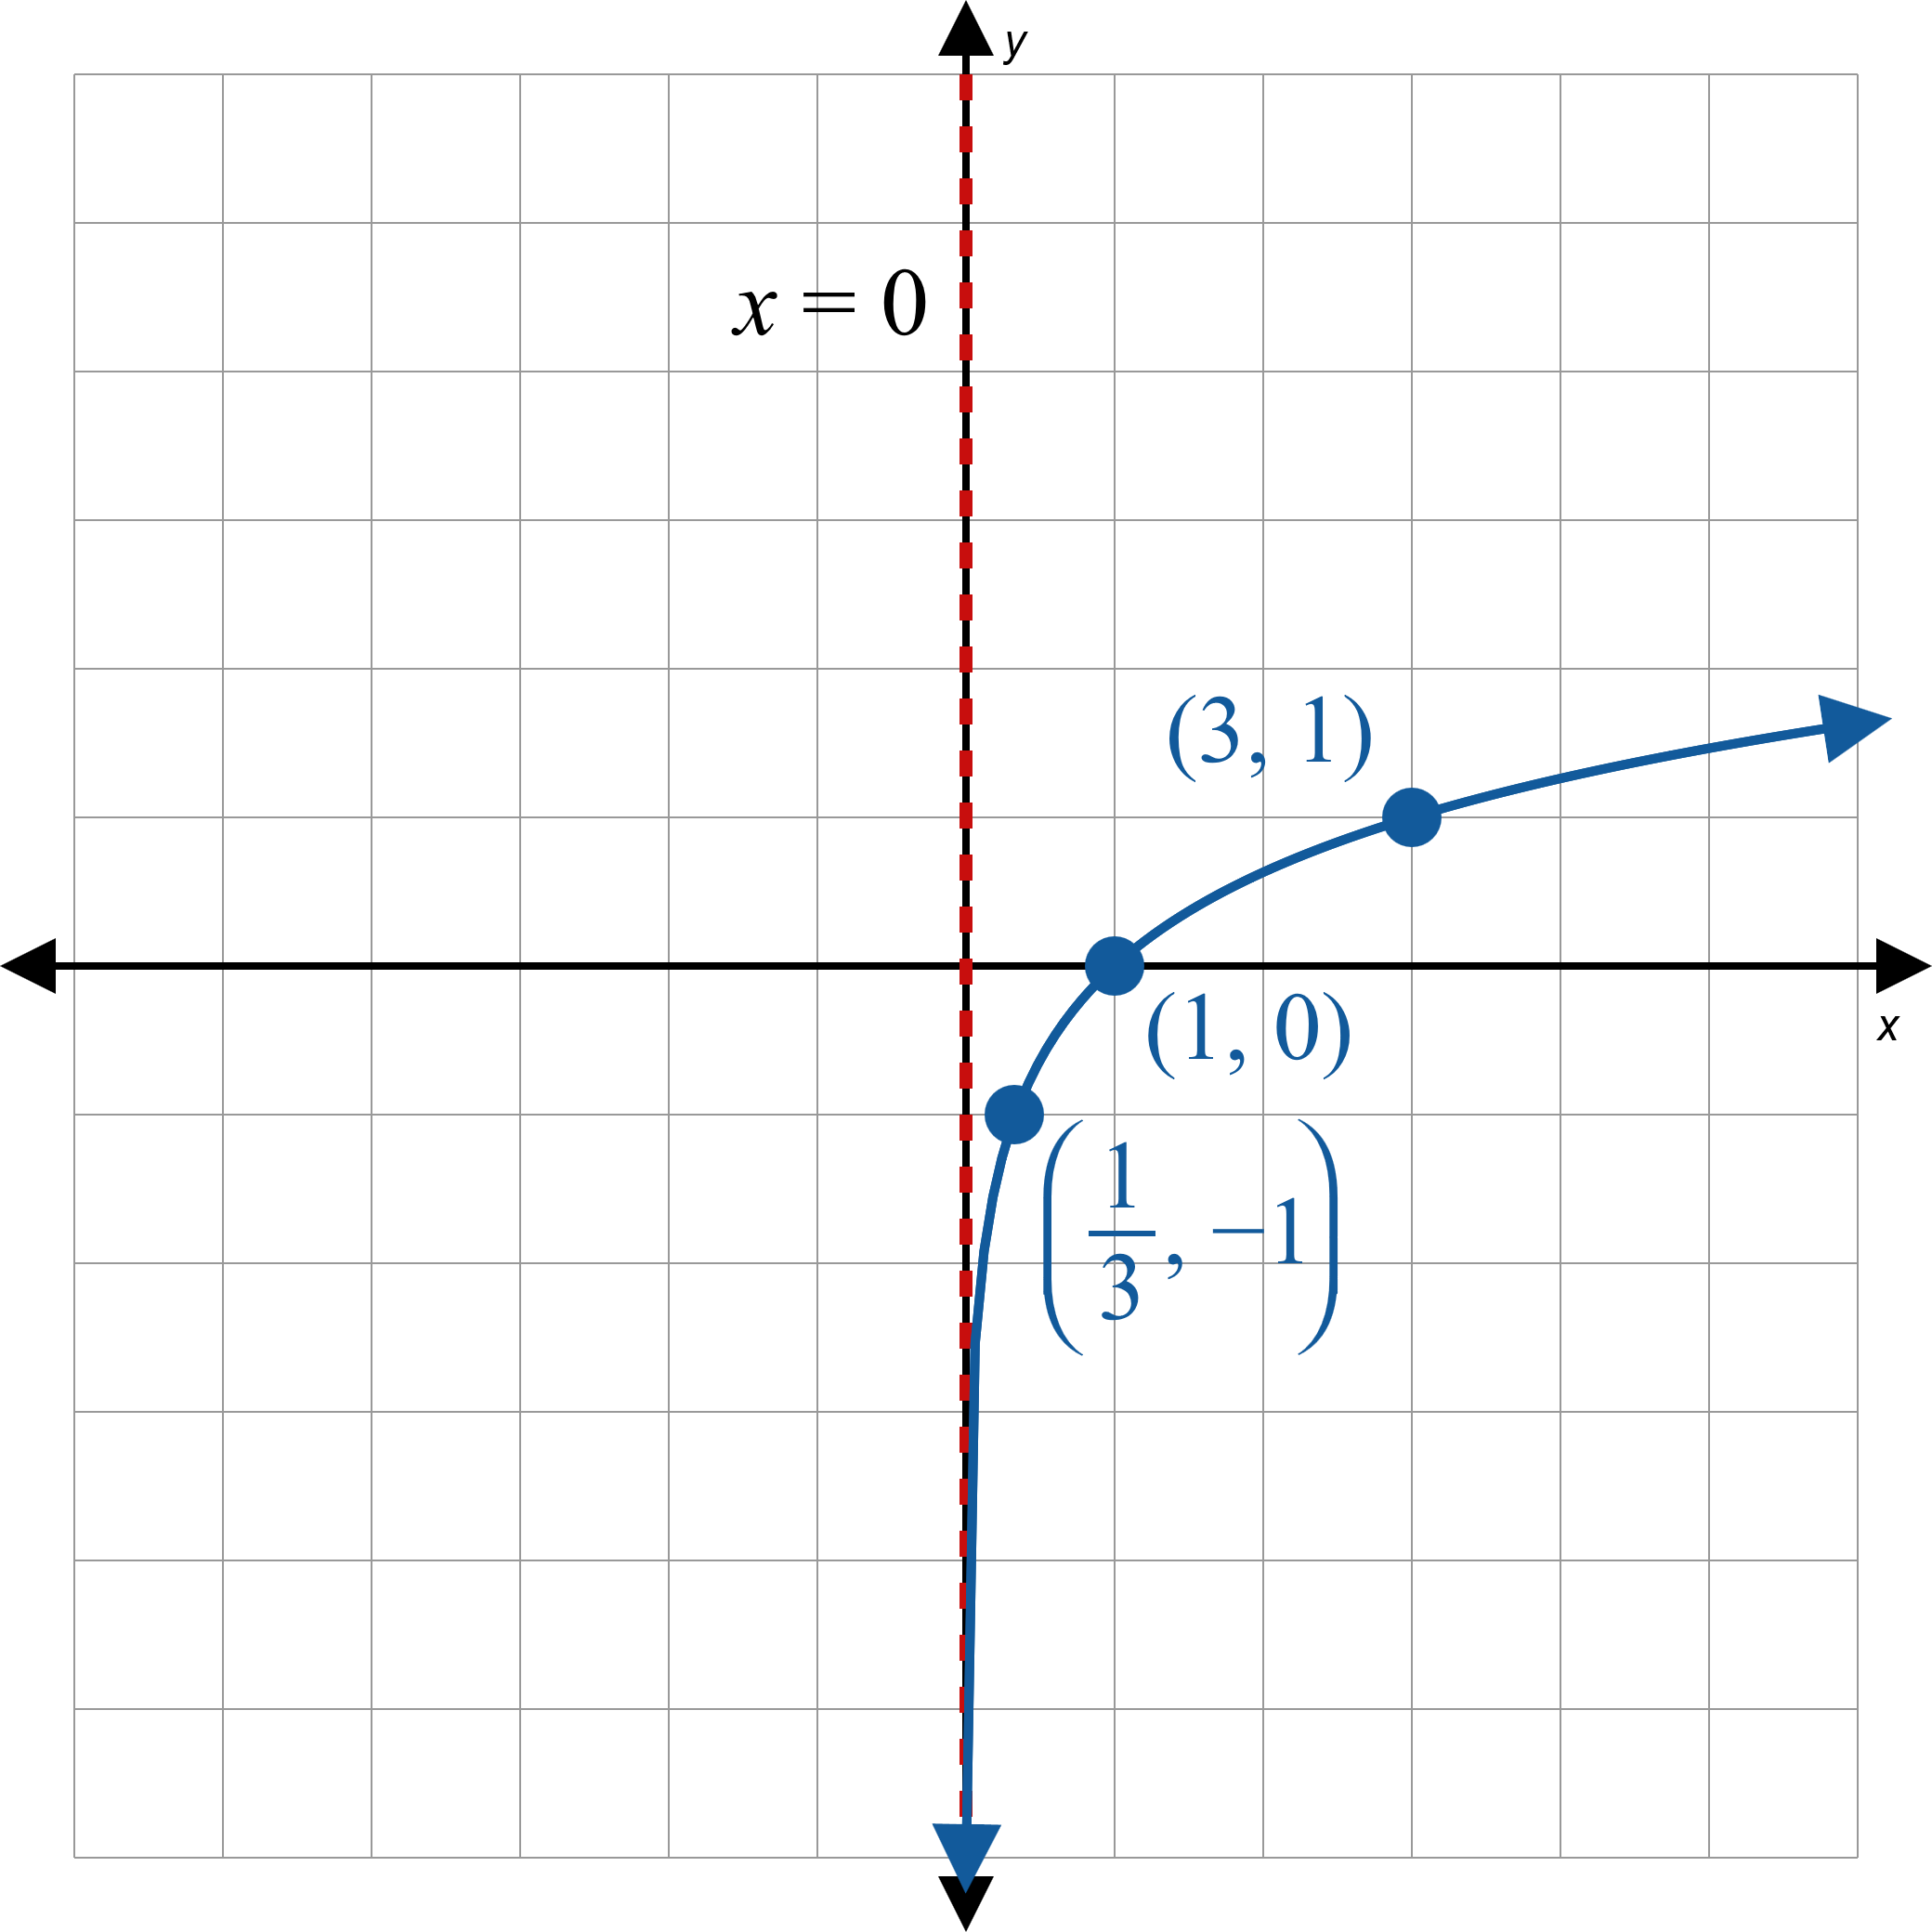 y
x = 0
(3, 1)
(1, 0)
x
(1/3, −1)